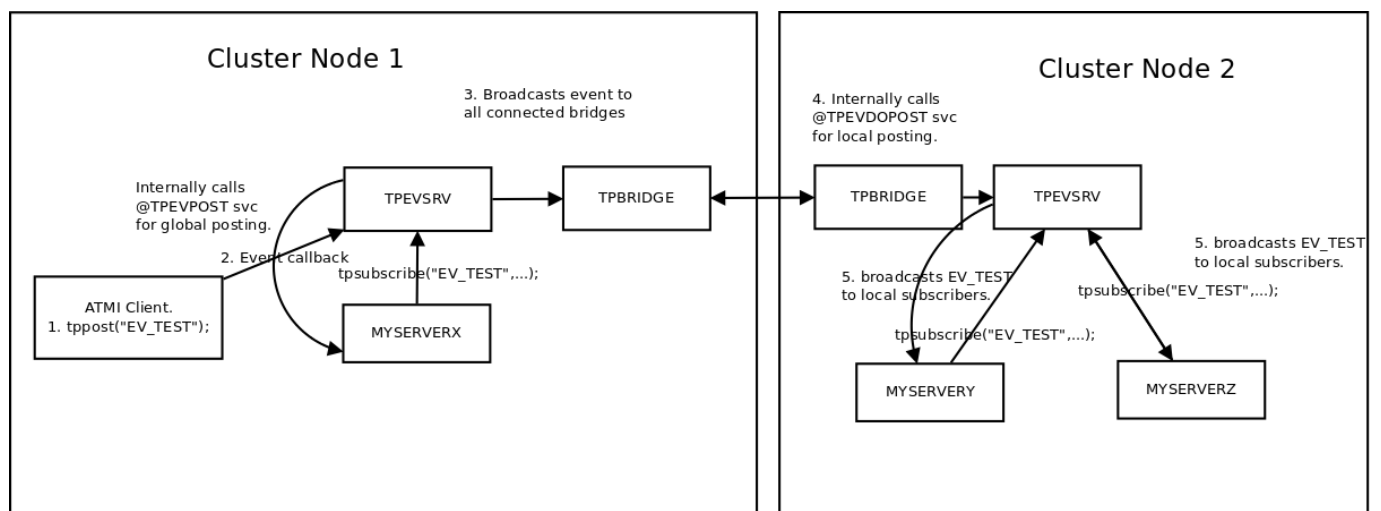 Cluster Node 1
3. Broadcasts event to
all connected bridges
TPEVSRV
TPBRIDGE
Internally calls
@TPEVPOST svc
for global posting.
2. Event callback
tpsubscribe("EV_TEST",...);
ATMI Client.
1. tppost("EV_TEST");
MYSERVERX
Cluster Node 2
4. Internally calls
@TPEVDOPOST svc
for local posting.
TPBRIDGE
TPEVSRV
5. broadcasts EV_TEST
to local subscribers.
5. broadcasts EV_TEST
to local subscribers.
tpsubscribe("EV_TEST",...);
tpsubscribe("EV_TEST",...);
MYSERVERY
MYSERVERZ